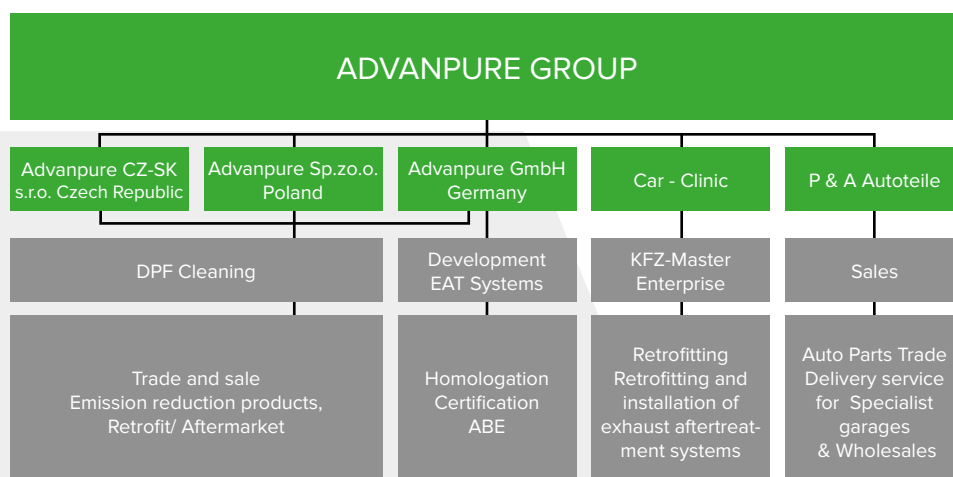 ADVANPURE GROUP
Advanpure CZ-SK
s.r.o. Czech Republic
Advanpure Sp.zo.o.
Poland
Advanpure GmbH
Germany
Car - Clinic
P & A Autoteile
DPF Cleaning
Development
EAT Systems
KFZ-Master
Enterprise
Sales
Trade and sale
Emission reduction products,
Retrofit/ Aftermarket
Homologation
Certification
ABE
Retrofitting
Retrofitting and
installation of
exhaust aftertreat-
ment systems
Auto Parts Trade
Delivery service
for Specialist
garages
& Wholesales